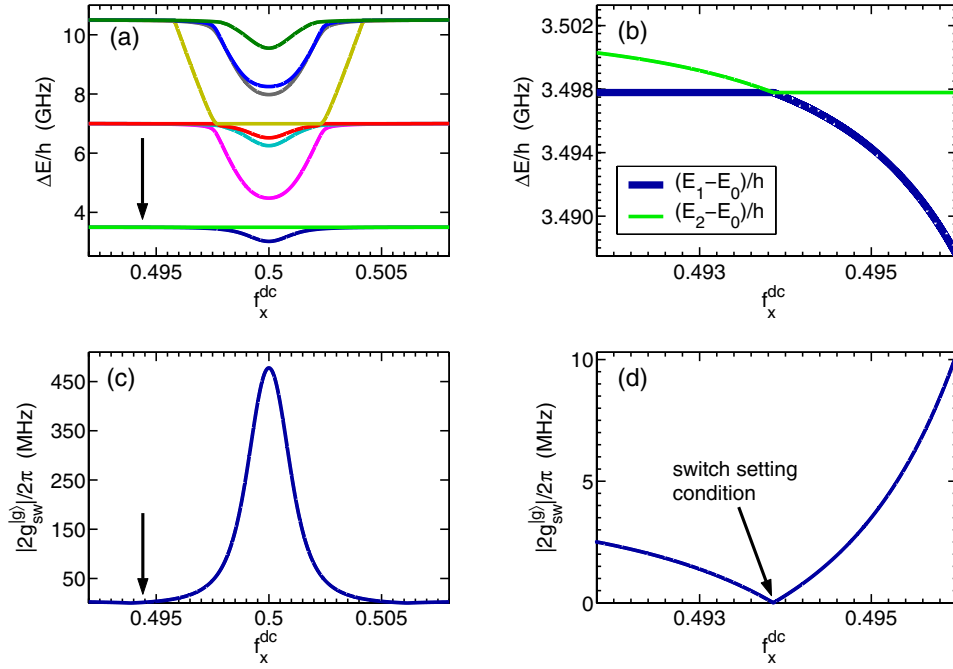 (a)
10
8
6
4
ΔE/h (GHz)
0.495
0.5
0.505
f_x^dc
(b)
3.502
3.498
3.494
3.490
ΔE/h (GHz)
(E_1−E_0)/h
(E_2−E_0)/h
0.493
0.495
f_x^dc
(c)
450
350
250
150
50
|2g_sw^|g⟩|/2π (MHz)
0.495
0.5
0.505
f_x^dc
(d)
10
5
0
|2g_sw^|g⟩|/2π (MHz)
switch setting
condition
0.493
0.495
f_x^dc